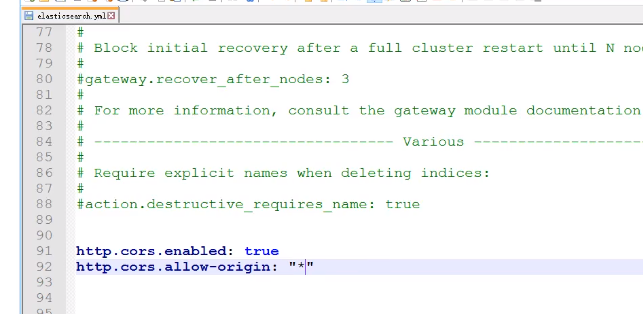 elasticsearch.yml
77 #
78 # Block initial recovery after a full cluster restart until N
79 #
80 #gateway.recover_after_nodes: 3
81 #
82 # For more information, consult the gateway module documentation
83 #
84 # ---------------------------------- Various -------------------
85 #
86 # Require explicit names when deleting indices:
87 #
88 #action.destructive_requires_name: true
89
90
91 http.cors.enabled: true
92 http.cors.allow-origin: "*"
93
94
95